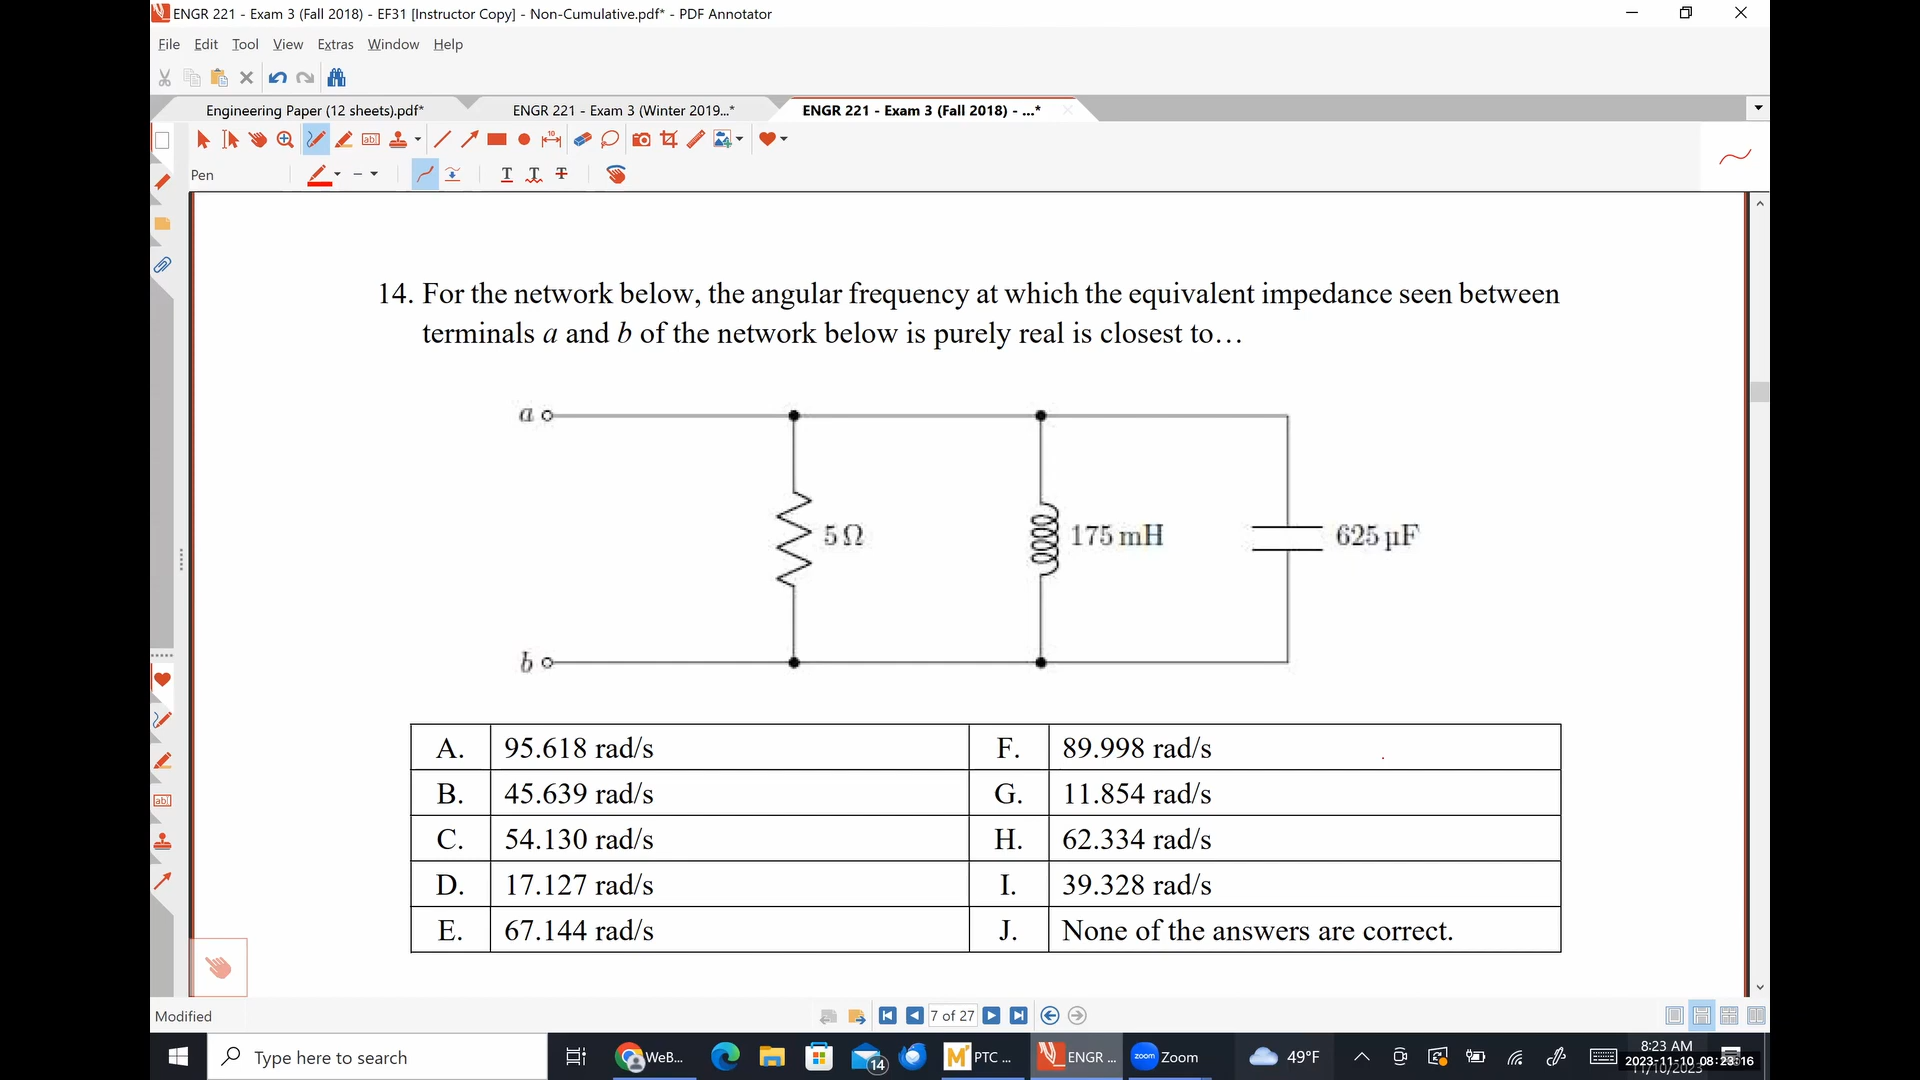 ENGR 221 - Exam 3 (Fall 2018) - EF31 [Instructor Copy] - Non-Cumulative.pdf* - PDF Annotator
File Edit Tool View Extras Window Help
Engineering Paper (12 sheets).pdf* ENGR 221 - Exam 3 (Winter 2019...* ENGR 221 - Exam 3 (Fall 2018) - ...*
Pen
14. For the network below, the angular frequency at which the equivalent impedance seen between
terminals a and b of the network below is purely real is closest to…
a
5 Ω 175 mH 625 µF
b
A. 95.618 rad/s F. 89.998 rad/s
B. 45.639 rad/s G. 11.854 rad/s
C. 54.130 rad/s H. 62.334 rad/s
D. 17.127 rad/s I. 39.328 rad/s
E. 67.144 rad/s J. None of the answers are correct.
Modified 7 of 27
Type here to search WeB... 14 PTC ... ENGR ... zoom Zoom 49°F 8:23 AM
2023-11-10 08:23:16
11/10/2023